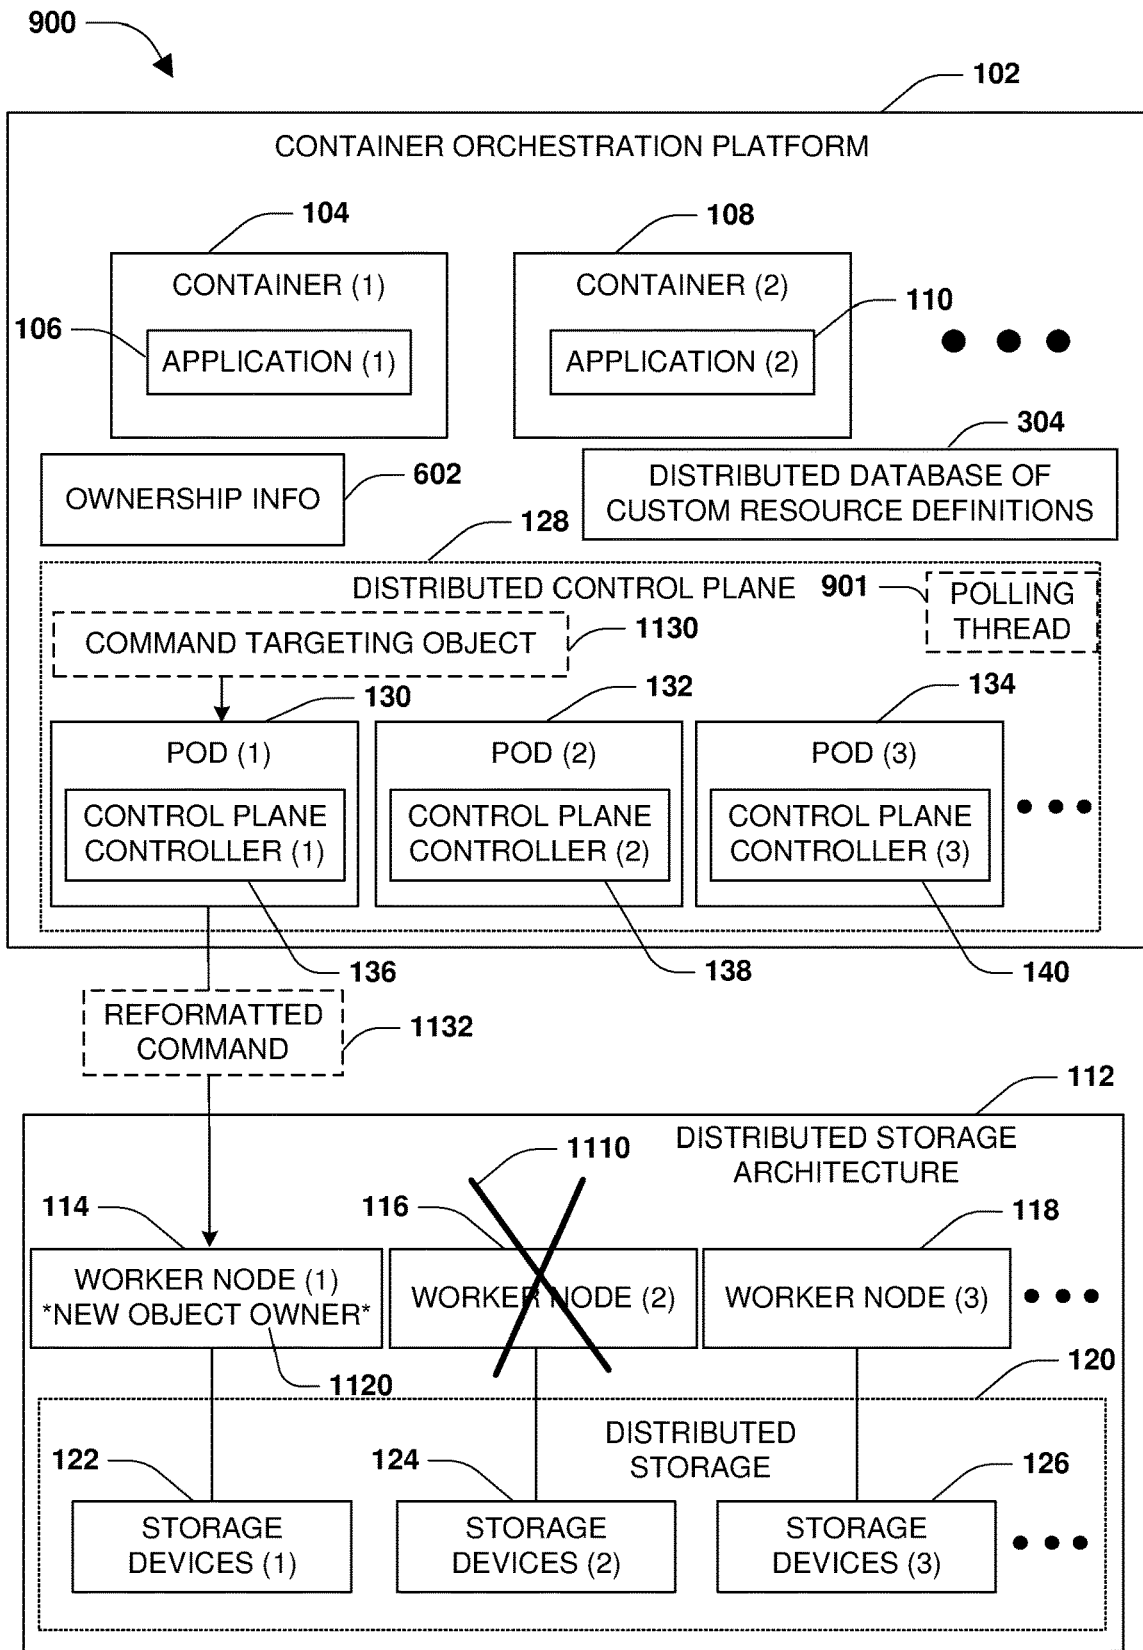 900
102
CONTAINER ORCHESTRATION PLATFORM
104
108
CONTAINER (1)
CONTAINER (2)
106
110
APPLICATION (1)
APPLICATION (2)
304
602
OWNERSHIP INFO
DISTRIBUTED DATABASE OF
CUSTOM RESOURCE DEFINITIONS
128
DISTRIBUTED CONTROL PLANE
901
POLLING
THREAD
COMMAND TARGETING OBJECT
1130
130
132
134
POD (1)
POD (2)
POD (3)
CONTROL PLANE
CONTROLLER (1)
CONTROL PLANE
CONTROLLER (2)
CONTROL PLANE
CONTROLLER (3)
136
138
140
REFORMATTED
COMMAND
1132
112
DISTRIBUTED STORAGE
ARCHITECTURE
1110
114
116
118
WORKER NODE (1)
*NEW OBJECT OWNER*
WORKER NODE (2)
WORKER NODE (3)
1120
120
DISTRIBUTED
STORAGE
122
124
126
STORAGE
DEVICES (1)
STORAGE
DEVICES (2)
STORAGE
DEVICES (3)